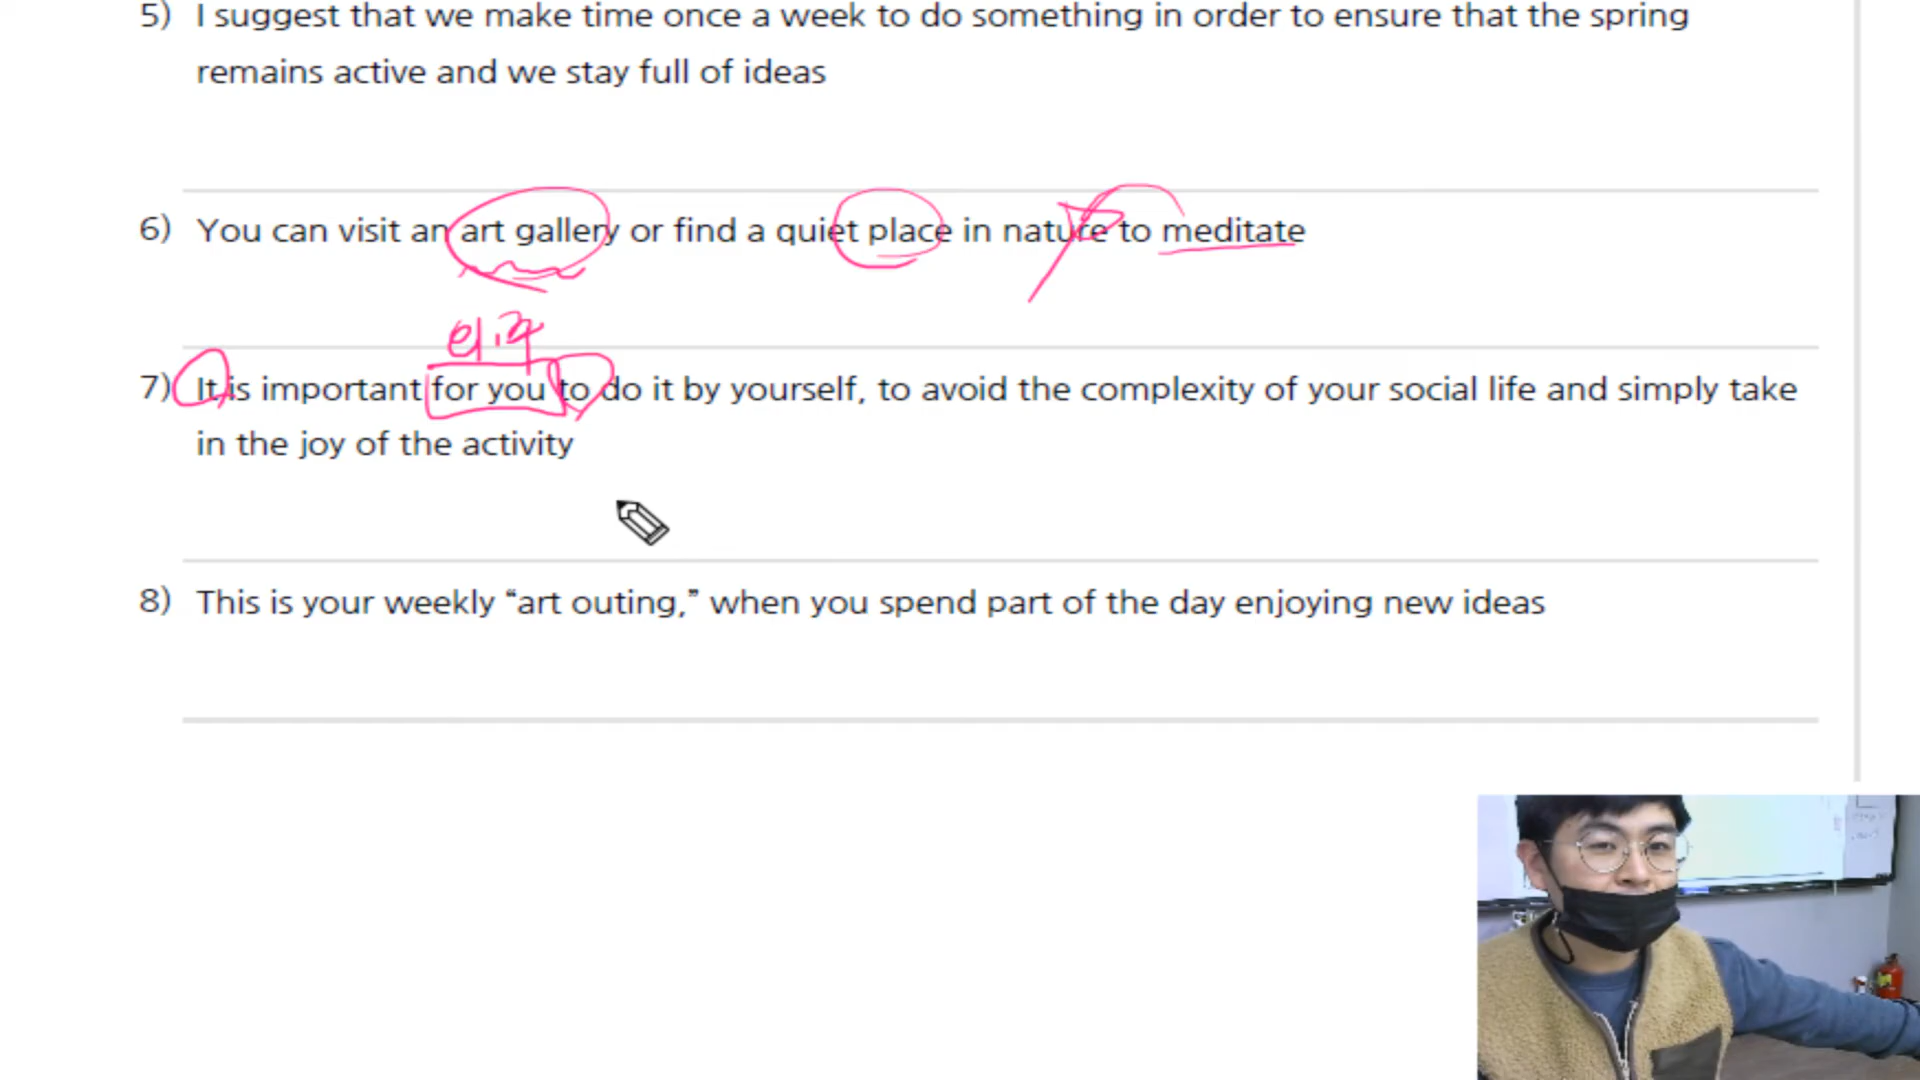 5) I suggest that we make time once a week to do something in order to ensure that the spring
remains active and we stay full of ideas
6) You can visit an art gallery or find a quiet place in nature to meditate
의.주
7) It is important for you to do it by yourself, to avoid the complexity of your social life and simply take
in the joy of the activity
8) This is your weekly “art outing,” when you spend part of the day enjoying new ideas